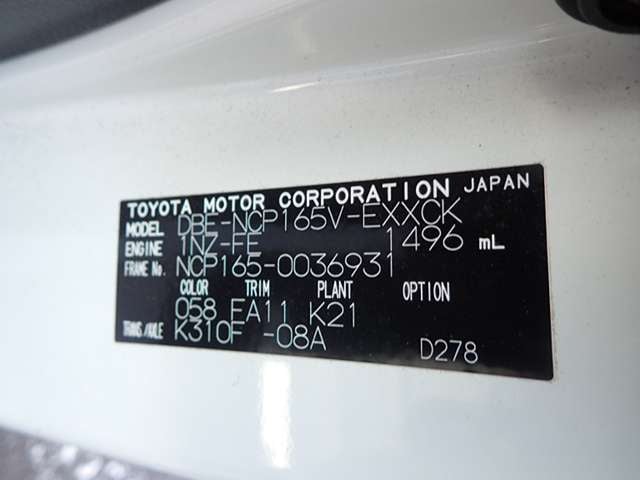 TOYOTA MOTOR CORPORATION JAPAN
MODEL DBE-NCP165V-EXXCK
ENGINE 1NZ-FE 1496 mL
FRAME No. NCP165-0036931
COLOR TRIM PLANT OPTION
058 FA11 K21
TRANS/AXLE K310F -08A
D278